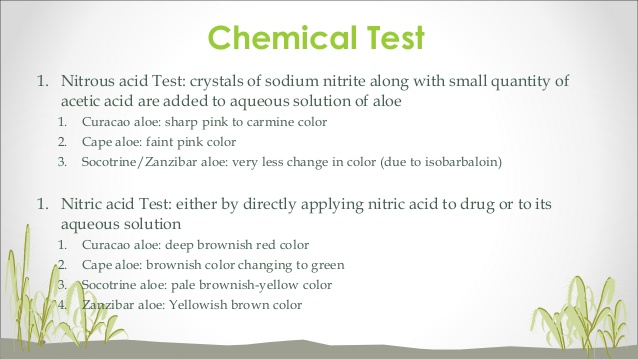 Chemical Test
1. Nitrous acid Test: crystals of sodium nitrite along with small quantity of
acetic acid are added to aqueous solution of aloe
1. Curacao aloe: sharp pink to carmine color
2. Cape aloe: faint pink color
3. Socotrine/Zanzibar aloe: very less change in color (due to isobarbaloin)
1. Nitric acid Test: either by directly applying nitric acid to drug or to its
aqueous solution
1. Curacao aloe: deep brownish red color
2. Cape aloe: brownish color changing to green
3. Socotrine aloe: pale brownish-yellow color
4. Zanzibar aloe: Yellowish brown color